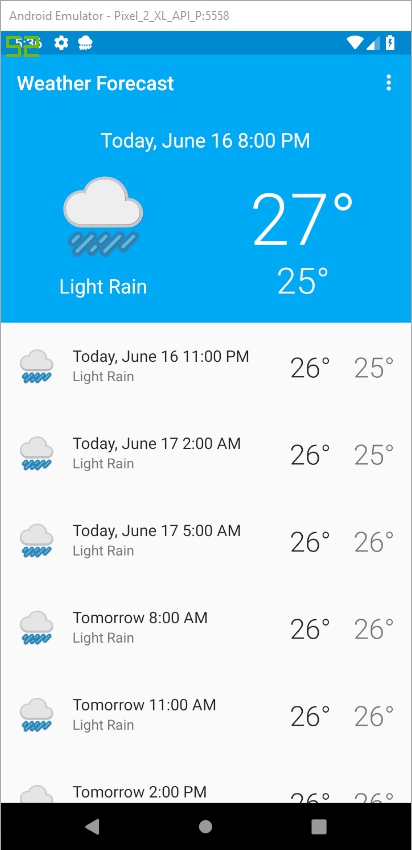 Android Emulator - Pixel_2_XL_API_P:5558
Weather Forecast
Today, June 16 8:00 PM
27°
25°
Light Rain
Today, June 16 11:00 PM
Light Rain
26° 25°
Today, June 17 2:00 AM
Light Rain
26° 25°
Today, June 17 5:00 AM
Light Rain
26° 26°
Tomorrow 8:00 AM
Light Rain
26° 26°
Tomorrow 11:00 AM
Light Rain
26° 26°
Tomorrow 2:00 PM
26° 26°